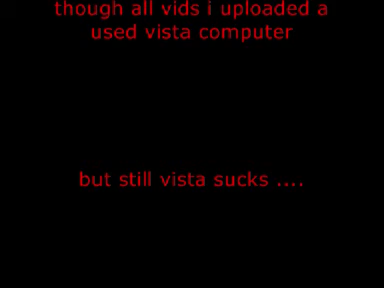 though all vids i uploaded a
used vista computer
but still vista sucks ....